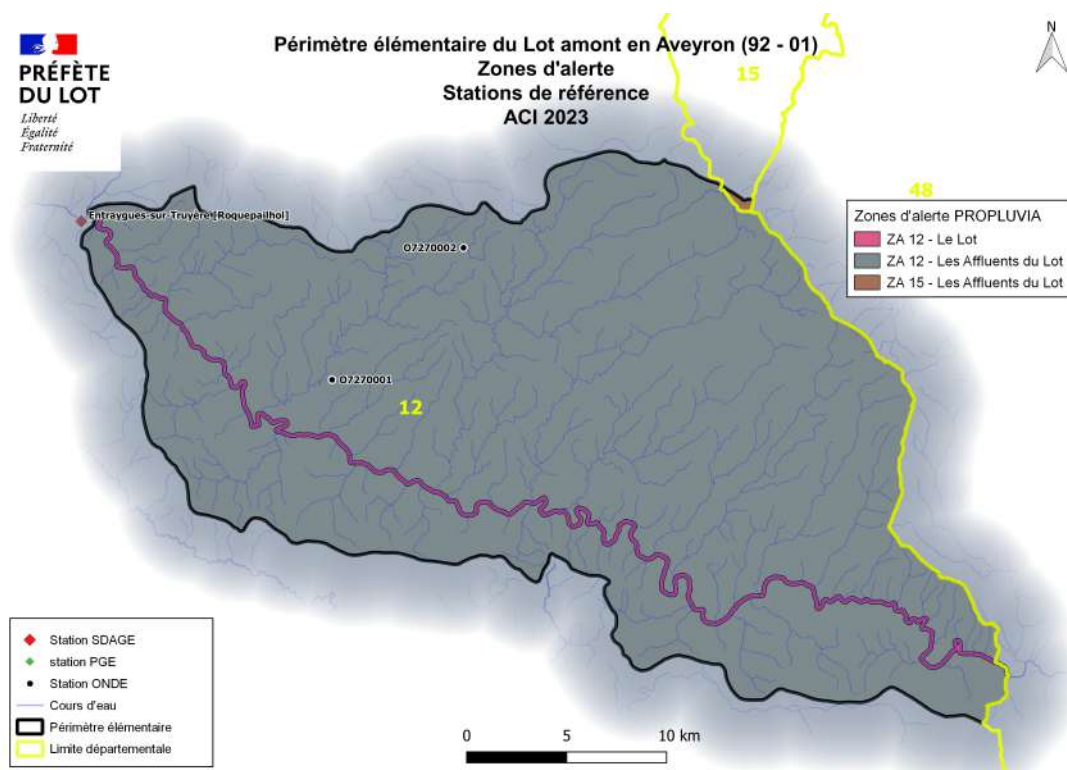 PRÉFÈTE
DU LOT
Liberté
Égalité
Fraternité
Périmètre élémentaire du Lot amont en Aveyron (92 - 01)
Zones d'alerte
Stations de référence
ACI 2023
N
15
48
Zones d'alerte PROPLUVIA
ZA 12 - Le Lot
ZA 12 - Les Affluents du Lot
ZA 15 - Les Affluents du Lot
Entraygues-sur-Truyère [Roquepailhol]
O7270002
O7270001
12
Station SDAGE
station PGE
Station ONDE
Cours d'eau
Périmètre élémentaire
Limite départementale
0 5 10 km